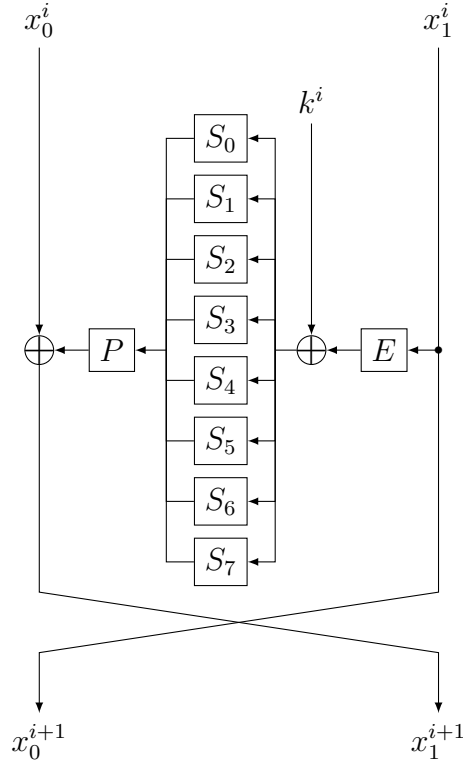 x_0^i x_1^i
k^i
S_0
S_1
S_2
S_3
P E
S_4
S_5
S_6
S_7
x_0^{i+1} x_1^{i+1}